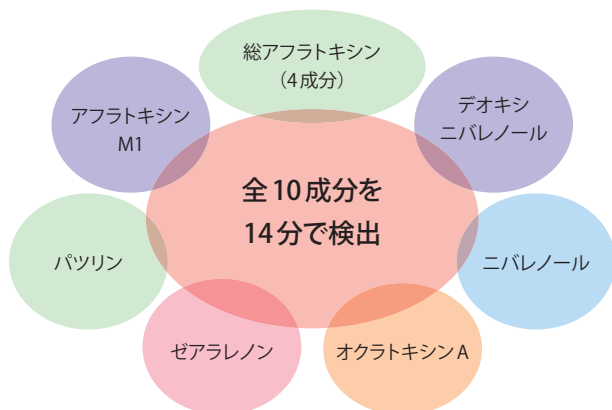 総アフラトキシン
(4成分)
アフラトキシン
M1
デオキシ
ニバレノール
全10成分を
14分で検出
パツリン
ニバレノール
ゼアラレノン
オクラトキシンA